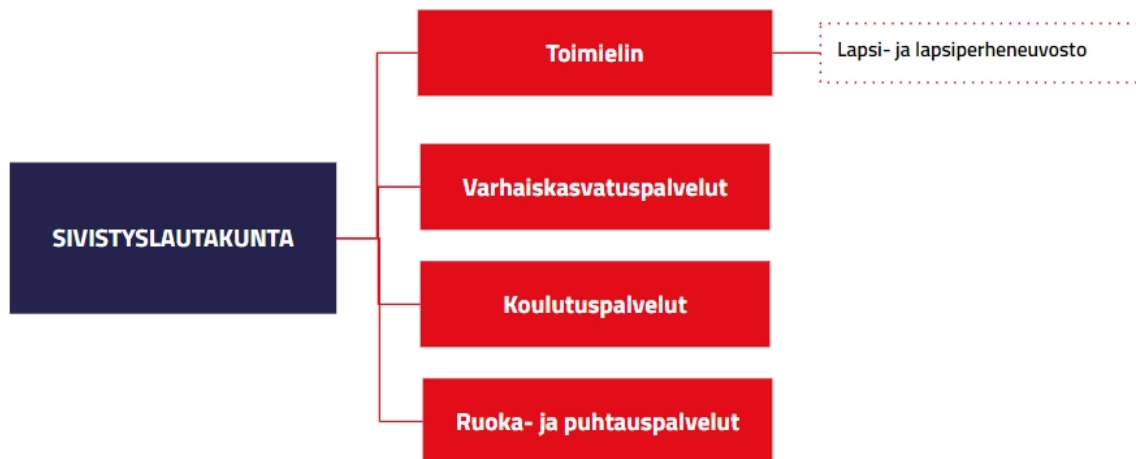 Toimielin
Lapsi- ja lapsiperheneuvosto
Varhaiskasvatuspalvelut
SIVISTYSLAUTAKUNTA
Koulutuspalvelut
Ruoka- ja puhtauspalvelut